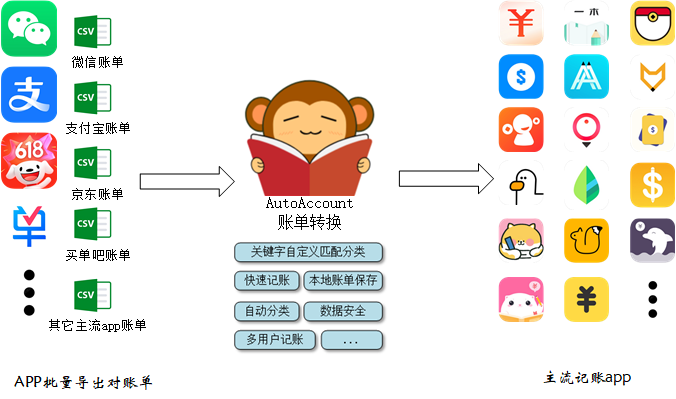 CSV
微信账单
支
CSV
支付宝账单
618
CSV
京东账单
CSV
买单吧账单
CSV
其它主流app账单
APP批量导出对账单
AutoAccount
账单转换
关键字自定义匹配分类
快速记账
本地账单保存
自动分类
数据安全
多用户记账
...
一木
¥
$
$
$
¥
主流记账app